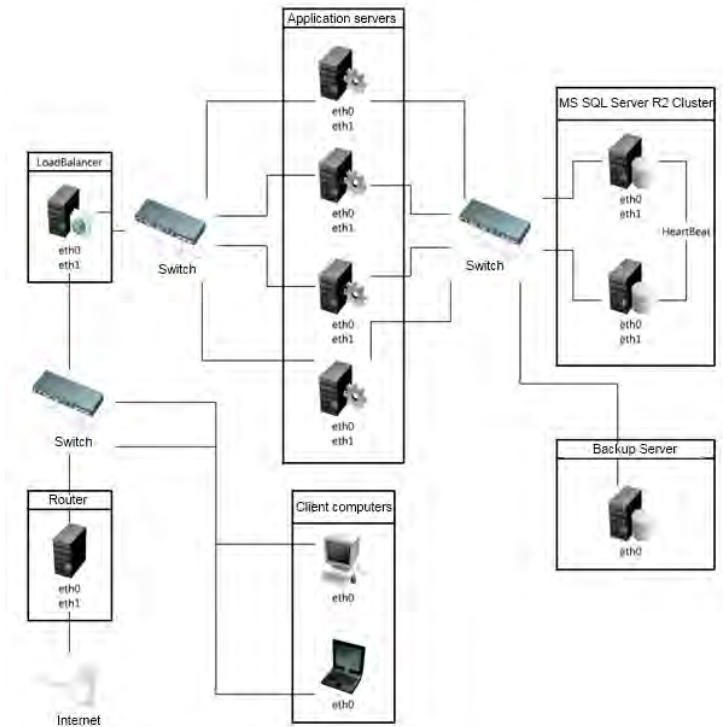 Application servers
eth0
eth1
eth0
eth1
eth0
eth1
eth0
eth1
MS SQL Server R2 Cluster
eth0
eth1
HeartBeat
eth0
eth1
LoadBalancer
eth0
eth1
Switch
Switch
Switch
Backup Server
eth0
Router
eth0
eth1
Client computers
eth0
eth0
Internet